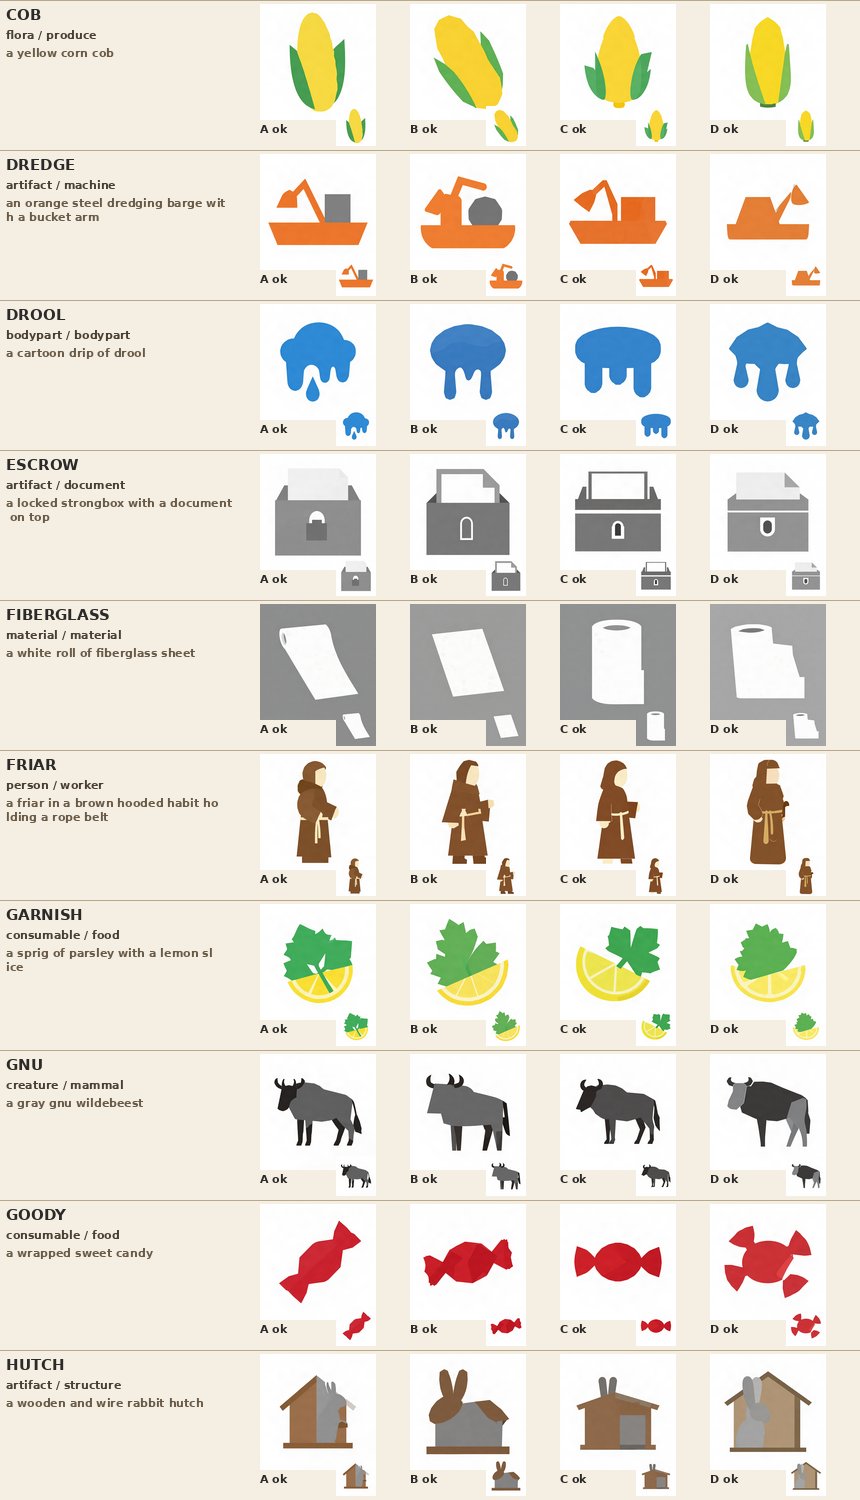 COB
flora / produce
a yellow corn cob
A ok
B ok
C ok
D ok
DREDGE
artifact / machine
an orange steel dredging barge wit
h a bucket arm
A ok
B ok
C ok
D ok
DROOL
bodypart / bodypart
a cartoon drip of drool
A ok
B ok
C ok
D ok
ESCROW
artifact / document
a locked strongbox with a document
on top
A ok
B ok
C ok
D ok
FIBERGLASS
material / material
a white roll of fiberglass sheet
A ok
B ok
C ok
D ok
FRIAR
person / worker
a friar in a brown hooded habit ho
lding a rope belt
A ok
B ok
C ok
D ok
GARNISH
consumable / food
a sprig of parsley with a lemon sl
ice
A ok
B ok
C ok
D ok
GNU
creature / mammal
a gray gnu wildebeest
A ok
B ok
C ok
D ok
GOODY
consumable / food
a wrapped sweet candy
A ok
B ok
C ok
D ok
HUTCH
artifact / structure
a wooden and wire rabbit hutch
A ok
B ok
C ok
D ok